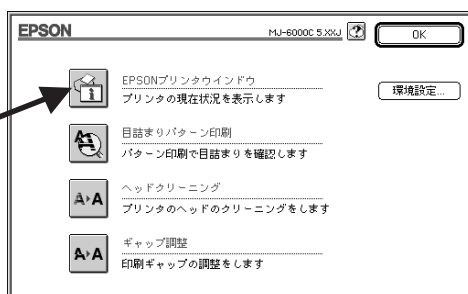 EPSON
MJ-6000C 5.XXJ
?
OK
EPSONプリンタウインドウ
プリンタの現在状況を表示します
環境設定...
目詰まりパターン印刷
パターン印刷で目詰まりを確認します
ヘッドクリーニング
プリンタのヘッドのクリーニングをします
ギャップ調整
印刷ギャップの調整をします